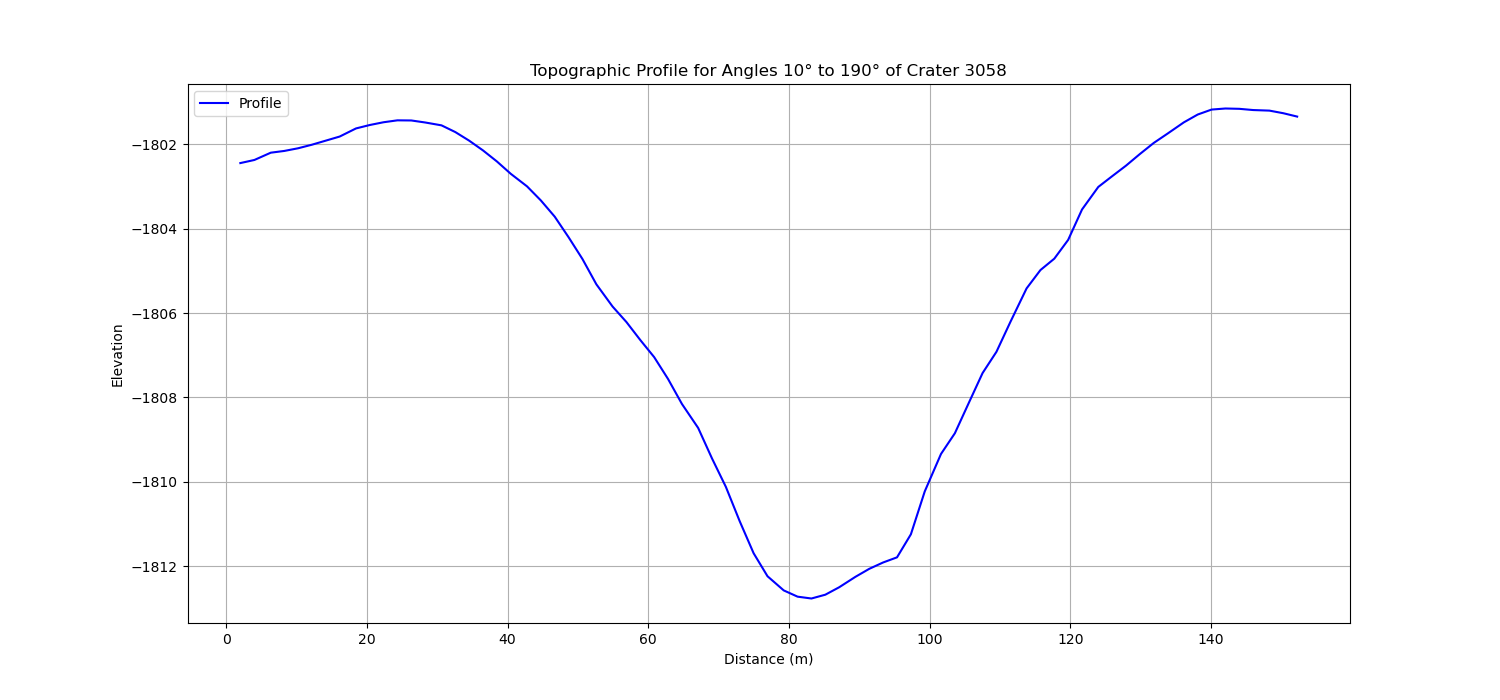 Topographic Profile for Angles 10° to 190° of Crater 3058
Profile
−1802
−1804
−1806
−1808
−1810
−1812
Elevation
0 20 40 60 80 100 120 140
Distance (m)